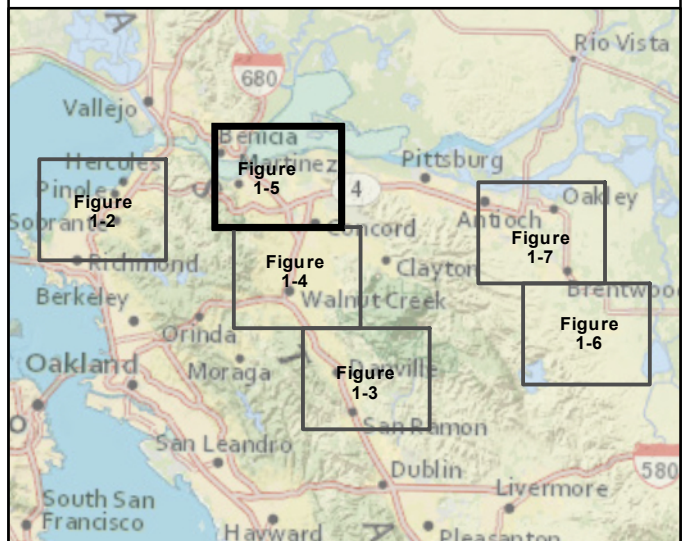 Rio Vista
680
Vallejo
Benicia
Hercules
Martinez
Pittsburg
Figure
1-5
Pinole
4
Oakley
Figure
1-2
Antioch
Sobrante
Figure
1-7
Concord
Richmond
Figure
1-4
Clayton
Brentwoo
Berkeley
Walnut Creek
Figure
1-6
Orinda
Oakland
Moraga
Danville
Figure
1-3
San Ramon
San Leandro
Dublin
580
Livermore
South San
Francisco
Hayward
Pleasanton